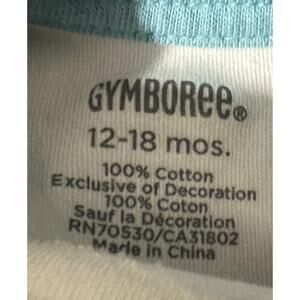 GYMBORee®
12-18 mos.
100% Cotton
Exclusive of Decoration
100% Coton
Sauf la Décoration
RN70530/CA31802
Made in China